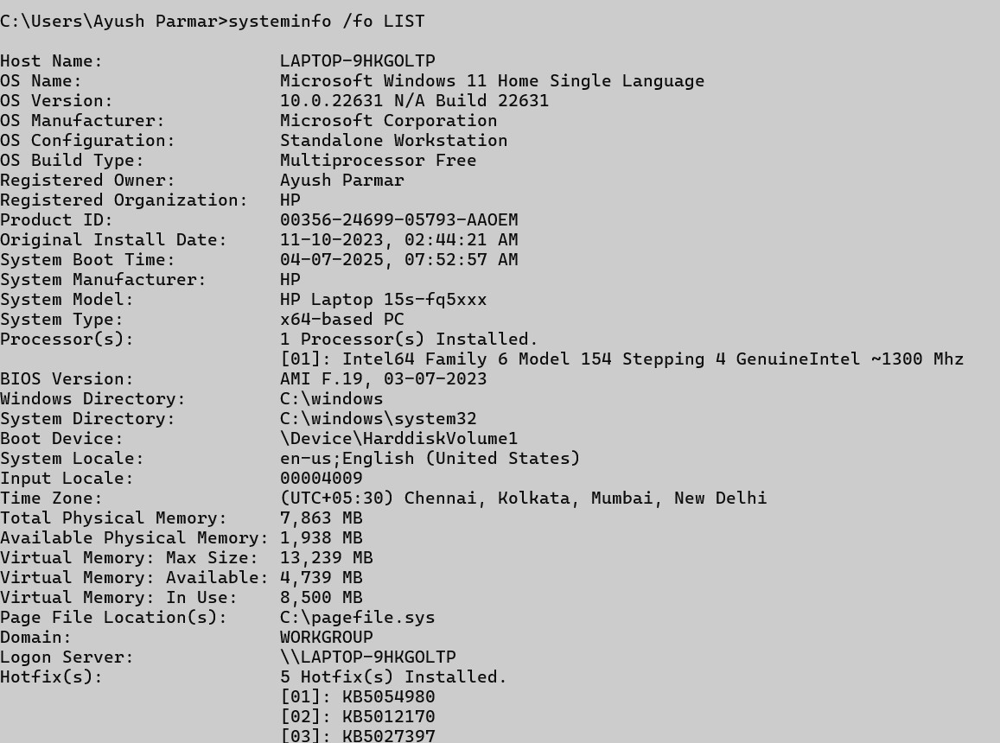 C:\Users\Ayush Parmar>systeminfo /fo LIST
Host Name: LAPTOP-9HKGOLTP
OS Name: Microsoft Windows 11 Home Single Language
OS Version: 10.0.22631 N/A Build 22631
OS Manufacturer: Microsoft Corporation
OS Configuration: Standalone Workstation
OS Build Type: Multiprocessor Free
Registered Owner: Ayush Parmar
Registered Organization: HP
Product ID: 00356-24699-05793-AAOEM
Original Install Date: 11-10-2023, 02:44:21 AM
System Boot Time: 04-07-2025, 07:52:57 AM
System Manufacturer: HP
System Model: HP Laptop 15s-fq5xxx
System Type: x64-based PC
Processor(s): 1 Processor(s) Installed.
[01]: Intel64 Family 6 Model 154 Stepping 4 GenuineIntel ~1300 Mhz
BIOS Version: AMI F.19, 03-07-2023
Windows Directory: C:\windows
System Directory: C:\windows\system32
Boot Device: \Device\HarddiskVolume1
System Locale: en-us;English (United States)
Input Locale: 00004009
Time Zone: (UTC+05:30) Chennai, Kolkata, Mumbai, New Delhi
Total Physical Memory: 7,863 MB
Available Physical Memory: 1,938 MB
Virtual Memory: Max Size: 13,239 MB
Virtual Memory: Available: 4,739 MB
Virtual Memory: In Use: 8,500 MB
Page File Location(s): C:\pagefile.sys
Domain: WORKGROUP
Logon Server: \\LAPTOP-9HKGOLTP
Hotfix(s): 5 Hotfix(s) Installed.
[01]: KB5054980
[02]: KB5012170
[03]: KB5027397